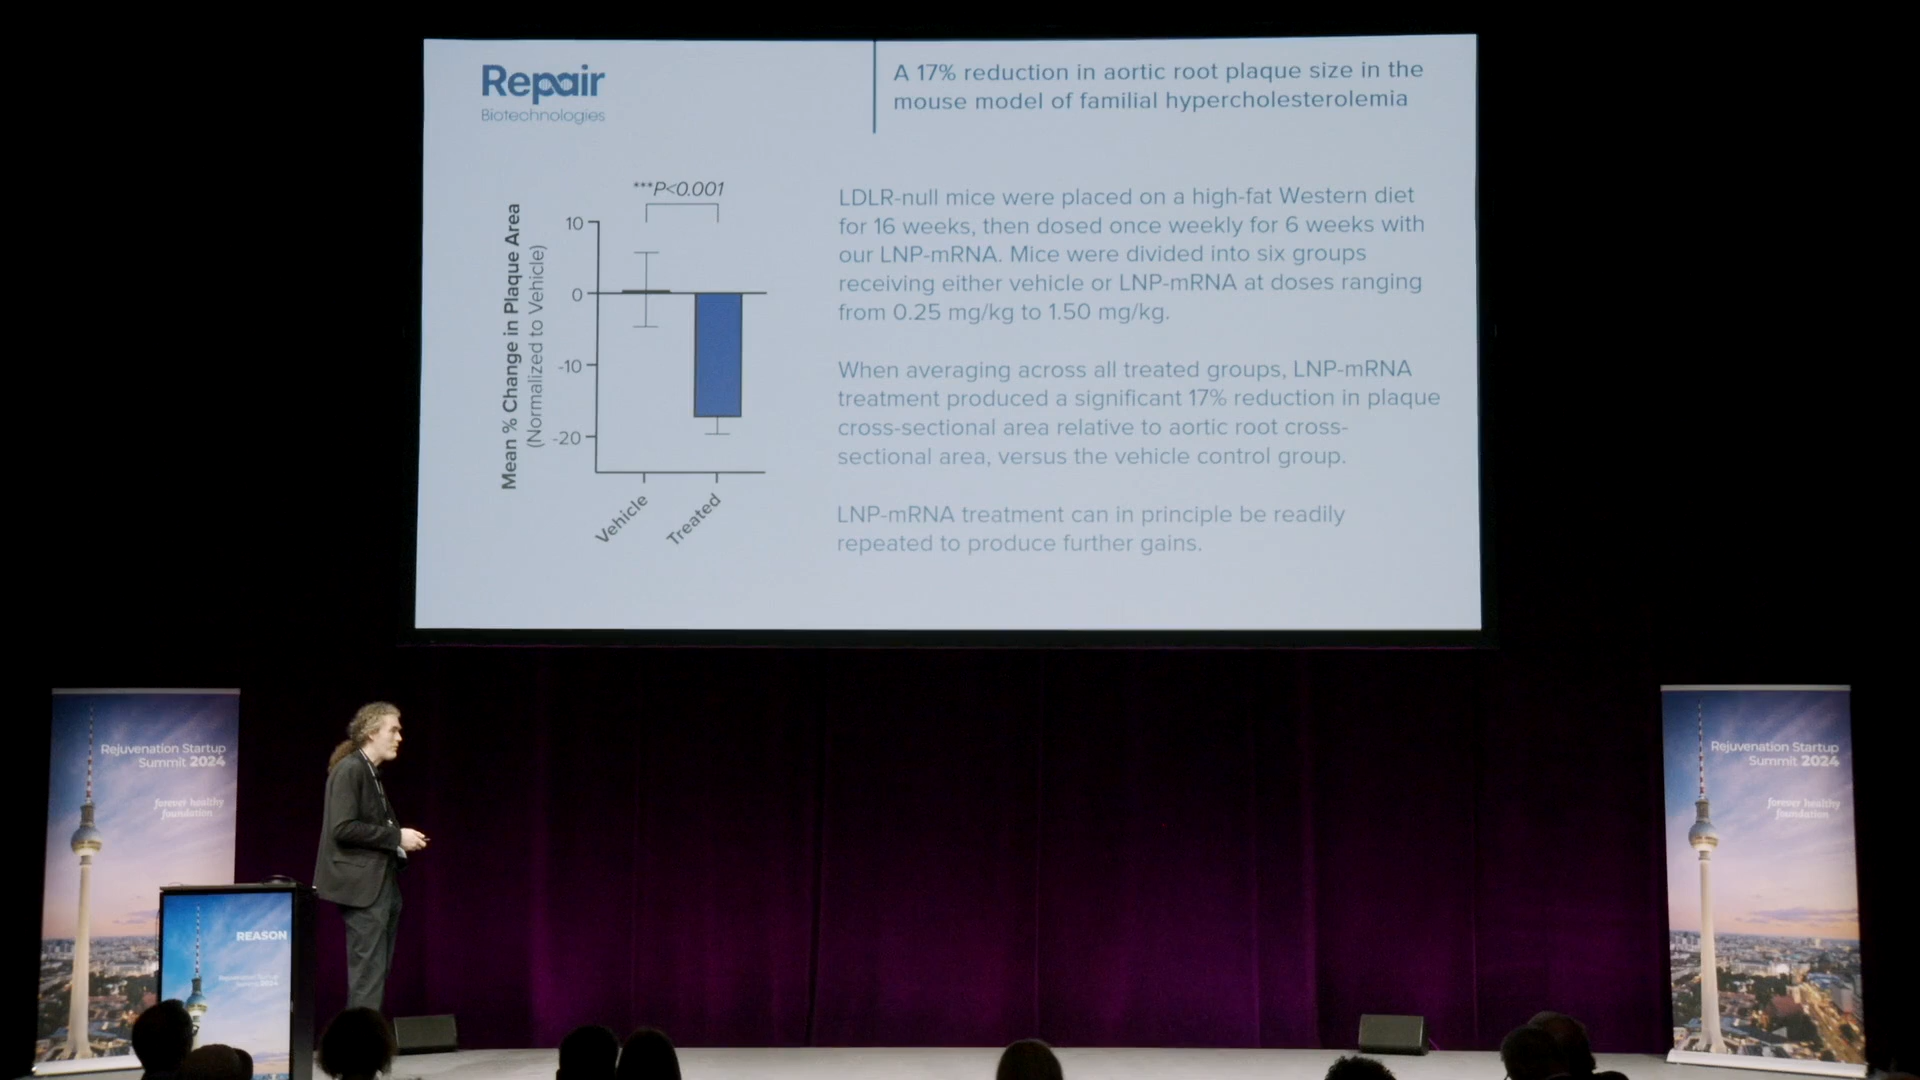 Repair
Biotechnologies
A 17% reduction in aortic root plaque size in the
mouse model of familial hypercholesterolemia
***P<0.001
Mean % Change in Plaque Area
(Normalized to Vehicle)
10
0
-10
-20
Vehicle
Treated
LDLR-null mice were placed on a high-fat Western diet
for 16 weeks, then dosed once weekly for 6 weeks with
our LNP-mRNA. Mice were divided into six groups
receiving either vehicle or LNP-mRNA at doses ranging
from 0.25 mg/kg to 1.50 mg/kg.
When averaging across all treated groups, LNP-mRNA
treatment produced a significant 17% reduction in plaque
cross-sectional area relative to aortic root cross-
sectional area, versus the vehicle control group.
LNP-mRNA treatment can in principle be readily
repeated to produce further gains.
Rejuvenation Startup
Summit 2024
forever healthy
foundation
REASON
Rejuvenation Startup
Summit 2024
Rejuvenation Startup
Summit 2024
forever healthy
foundation